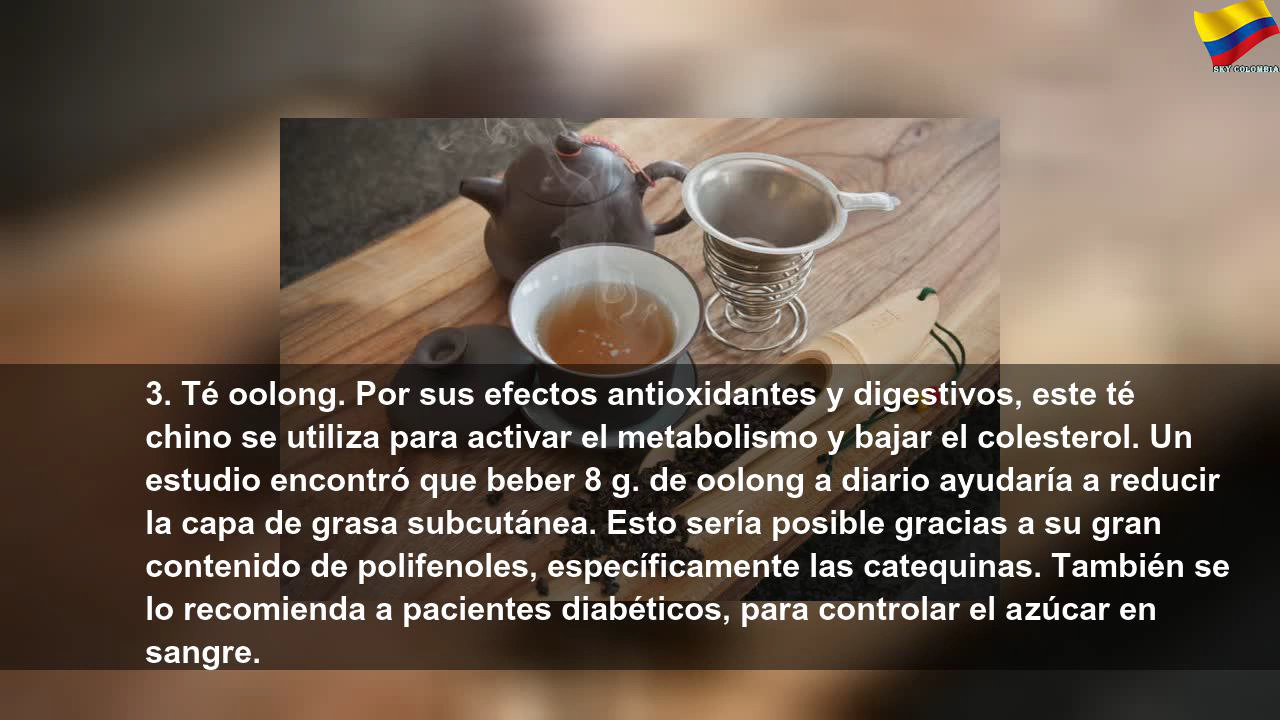 SKY COLOMBIA
3. Té oolong. Por sus efectos antioxidantes y digestivos, este té
chino se utiliza para activar el metabolismo y bajar el colesterol. Un
estudio encontró que beber 8 g. de oolong a diario ayudaría a reducir
la capa de grasa subcutánea. Esto sería posible gracias a su gran
contenido de polifenoles, específicamente las catequinas. También se
lo recomienda a pacientes diabéticos, para controlar el azúcar en
sangre.